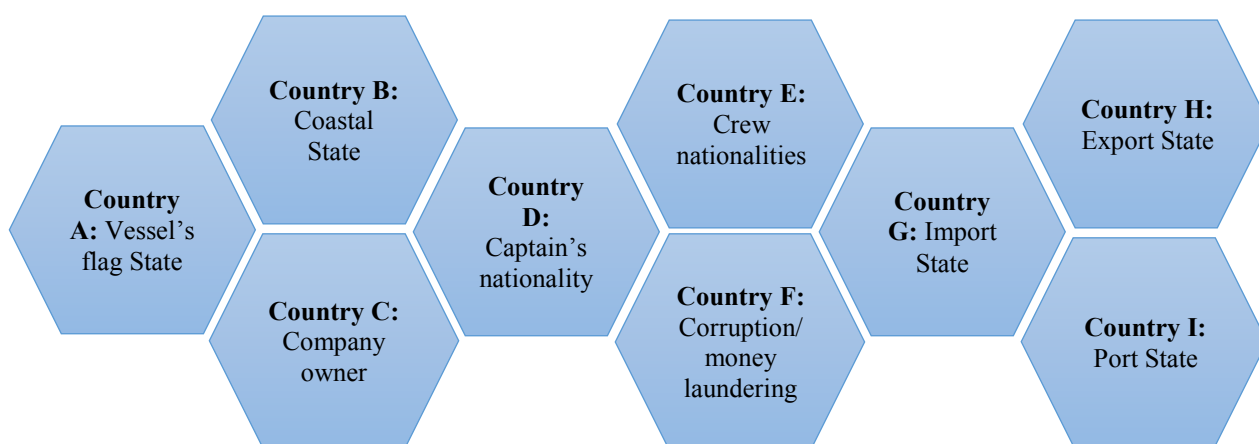 Country
A: Vessel’s
flag State
Country B:
Coastal
State
Country C:
Company
owner
Country
D:
Captain’s
nationality
Country E:
Crew
nationalities
Country F:
Corruption/
money
laundering
Country
G: Import
State
Country H:
Export State
Country I:
Port State